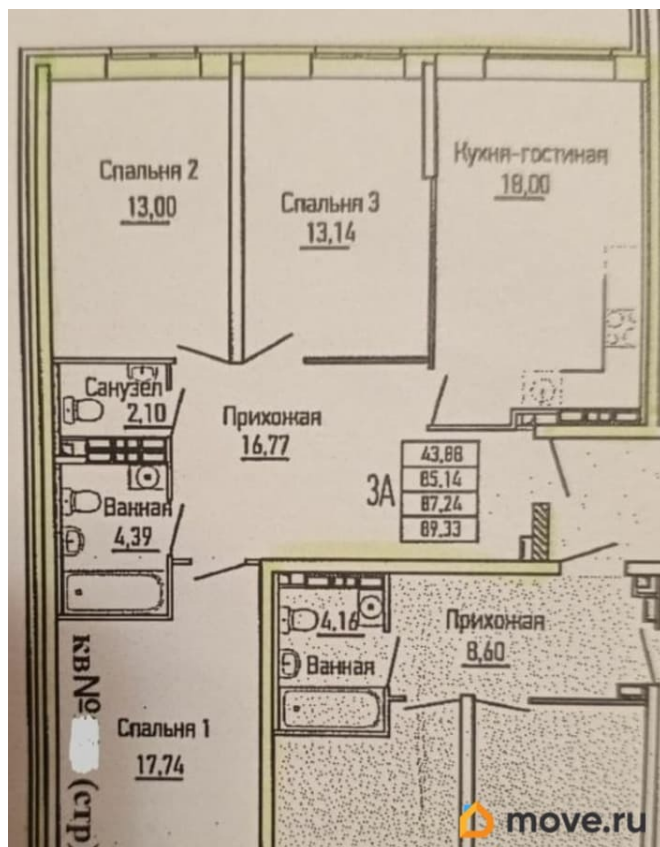 Спальня 2
13,00
Спальня 3
13,14
Кухня-гостиная
18,00
Санузел
2,10
Прихожая
16,77
3А
43,88
85,14
87,24
89,33
Ванная
4,39
4,16
Ванная
Прихожая
8,60
кв№ (стр)
Спальня 1
17,74
move.ru